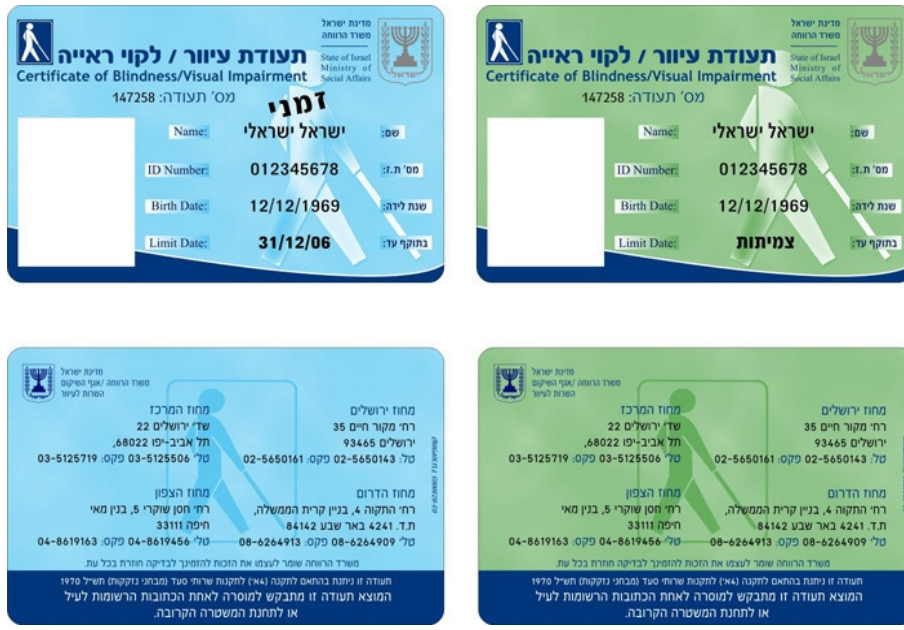 מדינת ישראל
משרד הרווחה
תעודת עיוור / לקוי ראייה
State of Israel
Ministry of
Social Affairs
Certificate of Blindness/Visual Impairment
ישראל
מס' תעודה: 147258
זמני
Name: ישראל ישראלי שם:
ID Number: 012345678 מס' ת.ז:
Birth Date: 12/12/1969 שנת לידה:
Limit Date: 31/12/06 בתוקף עד:
מדינת ישראל
משרד הרווחה
תעודת עיוור / לקוי ראייה
State of Israel
Ministry of
Social Affairs
Certificate of Blindness/Visual Impairment
ישראל
מס' תעודה: 147258
Name: ישראל ישראלי שם:
ID Number: 012345678 מס' ת.ז:
Birth Date: 12/12/1969 שנת לידה:
Limit Date: צמיתות בתוקף עד:
מדינת ישראל
משרד הרווחה /אגף השיקום
השרות לעיוור
מחוז ירושלים
רח' מקור חיים 35
ירושלים 93465
טל: 02-5650143 פקס: 02-5650161
מחוז המרכז
שד' ירושלים 22
תל אביב-יפו 68022,
טל' 03-5125506 פקס: 03-5125719
מחוז הדרום
רח' התקוה 4, בניין קרית הממשלה,
ת.ד. 4241 באר שבע 84142
טל' 08-6264909 פקס: 08-6264913
מחוז הצפון
רח' חסן שוקרי 5, בנין מאי
חיפה 33111
טל' 04-8619456 פקס: 04-8619163
משרד הרווחה שומר לעצמו את הזכות להזמינך לבדיקה חוזרת בכל עת.
תעודה זו ניתנת בהתאם לתקנה (4א') לתקנות שרותי סעד (מבחני נזקקות) תש"ל 1970
המוצא תעודה זו מתבקש למוסרה לאחת הכתובות הרשומות לעיל
או לתחנת המשטרה הקרובה.
מדינת ישראל
משרד הרווחה /אגף השיקום
השרות לעיוור
מחוז ירושלים
רח' מקור חיים 35
ירושלים 93465
טל: 02-5650143 פקס: 02-5650161
מחוז המרכז
שד' ירושלים 22
תל אביב-יפו 68022,
טל' 03-5125506 פקס: 03-5125719
מחוז הדרום
רח' התקוה 4, בניין קרית הממשלה,
ת.ד. 4241 באר שבע 84142
טל' 08-6264909 פקס: 08-6264913
מחוז הצפון
רח' חסן שוקרי 5, בנין מאי
חיפה 33111
טל' 04-8619456 פקס: 04-8619163
משרד הרווחה שומר לעצמו את הזכות להזמינך לבדיקה חוזרת בכל עת.
תעודה זו ניתנת בהתאם לתקנה (4א') לתקנות שרותי סעד (מבחני נזקקות) תש"ל 1970
המוצא תעודה זו מתבקש למוסרה לאחת הכתובות הרשומות לעיל
או לתחנת המשטרה הקרובה.